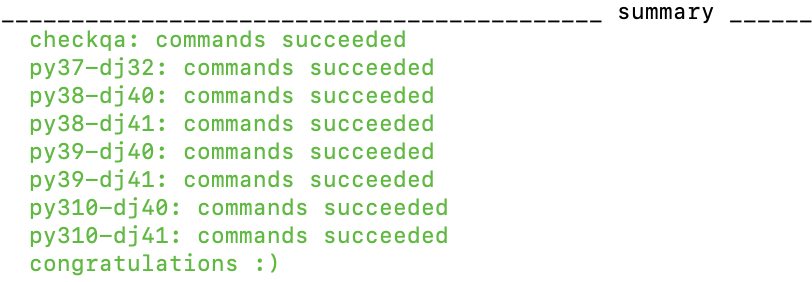 ___________________________________________ summary ______
checkqa: commands succeeded
py37-dj32: commands succeeded
py38-dj40: commands succeeded
py38-dj41: commands succeeded
py39-dj40: commands succeeded
py39-dj41: commands succeeded
py310-dj40: commands succeeded
py310-dj41: commands succeeded
congratulations :)